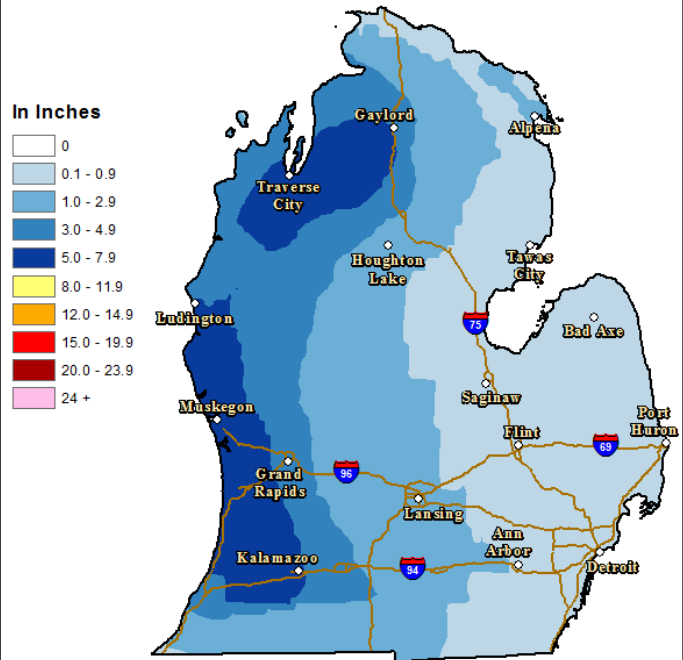 In Inches
0
0.1 - 0.9
1.0 - 2.9
3.0 - 4.9
5.0 - 7.9
8.0 - 11.9
12.0 - 14.9
15.0 - 19.9
20.0 - 23.9
24 +
Gaylord
Alpena
Traverse
City
Houghton
Lake
Tawas
City
Ludington
75
Bad Axe
Saginaw
Muskegon
Port
Huron
Flint
69
Grand
Rapids
96
Lansing
Ann
Arbor
Kalamazoo
94
Detroit